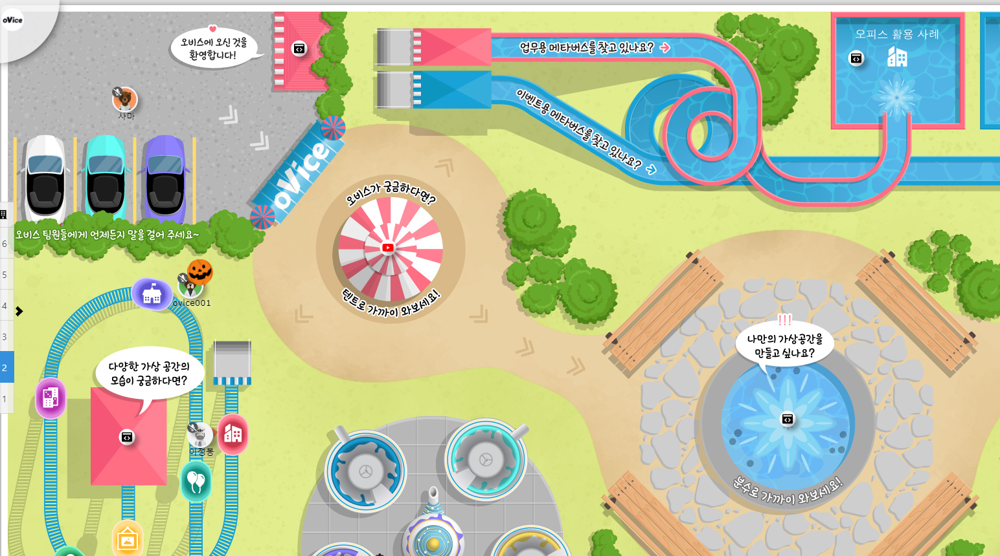 oVice
오비스에 오신 것을
환영합니다!
업무용 메타버스를 찾고 있나요?
오피스 활용 사례
이벤트용 메타버스를 찾고 있나요?
사마
oVice
오비스가 궁금하다면?
텐트로 가까이 와보세요!
오비스 팀원들에게 언제든지 말을 걸어 주세요~
6
5
4
3
2
1
ovice001
!!!
나만의 가상공간을
만들고 싶나요?
다양한 가상 공간의
모습이 궁금하다면?
이정롱
분수로 가까이 와보세요!